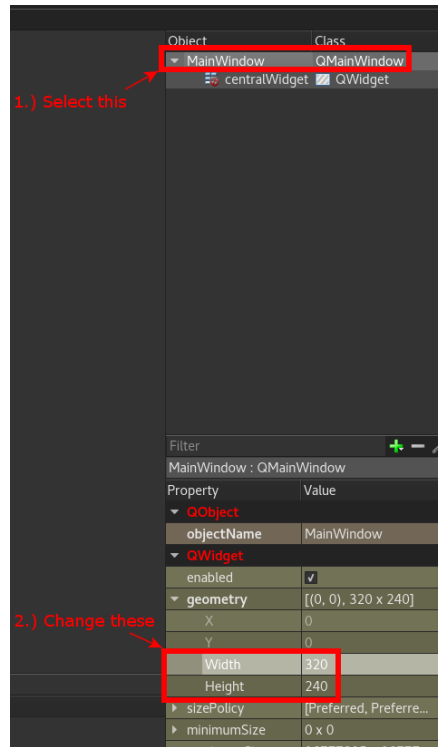 Object Class
MainWindow QMainWindow
centralWidget QWidget
1.) Select this
Filter
MainWindow : QMainWindow
Property Value
QObject
objectName MainWindow
QWidget
enabled
geometry [(0, 0), 320 x 240]
X 0
Y 0
2.) Change these
Width 320
Height 240
sizePolicy [Preferred, Preferre...
minimumSize 0 x 0